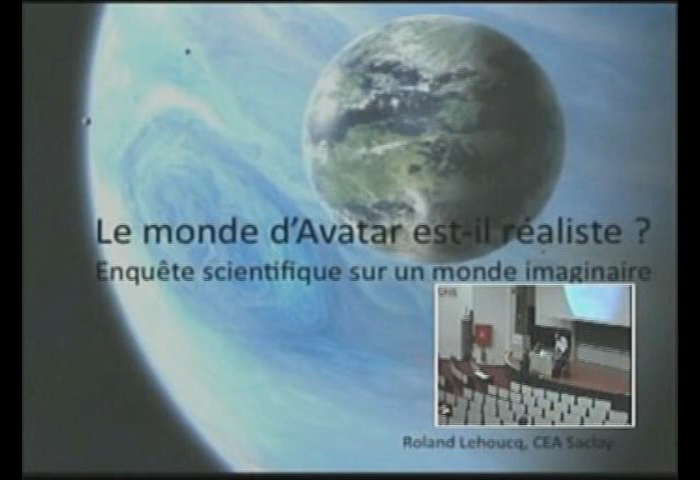 Le monde d'Avatar est-il réaliste ?
Enquête scientifique sur un monde imaginaire
Roland Lehoucq, CEA Saclay